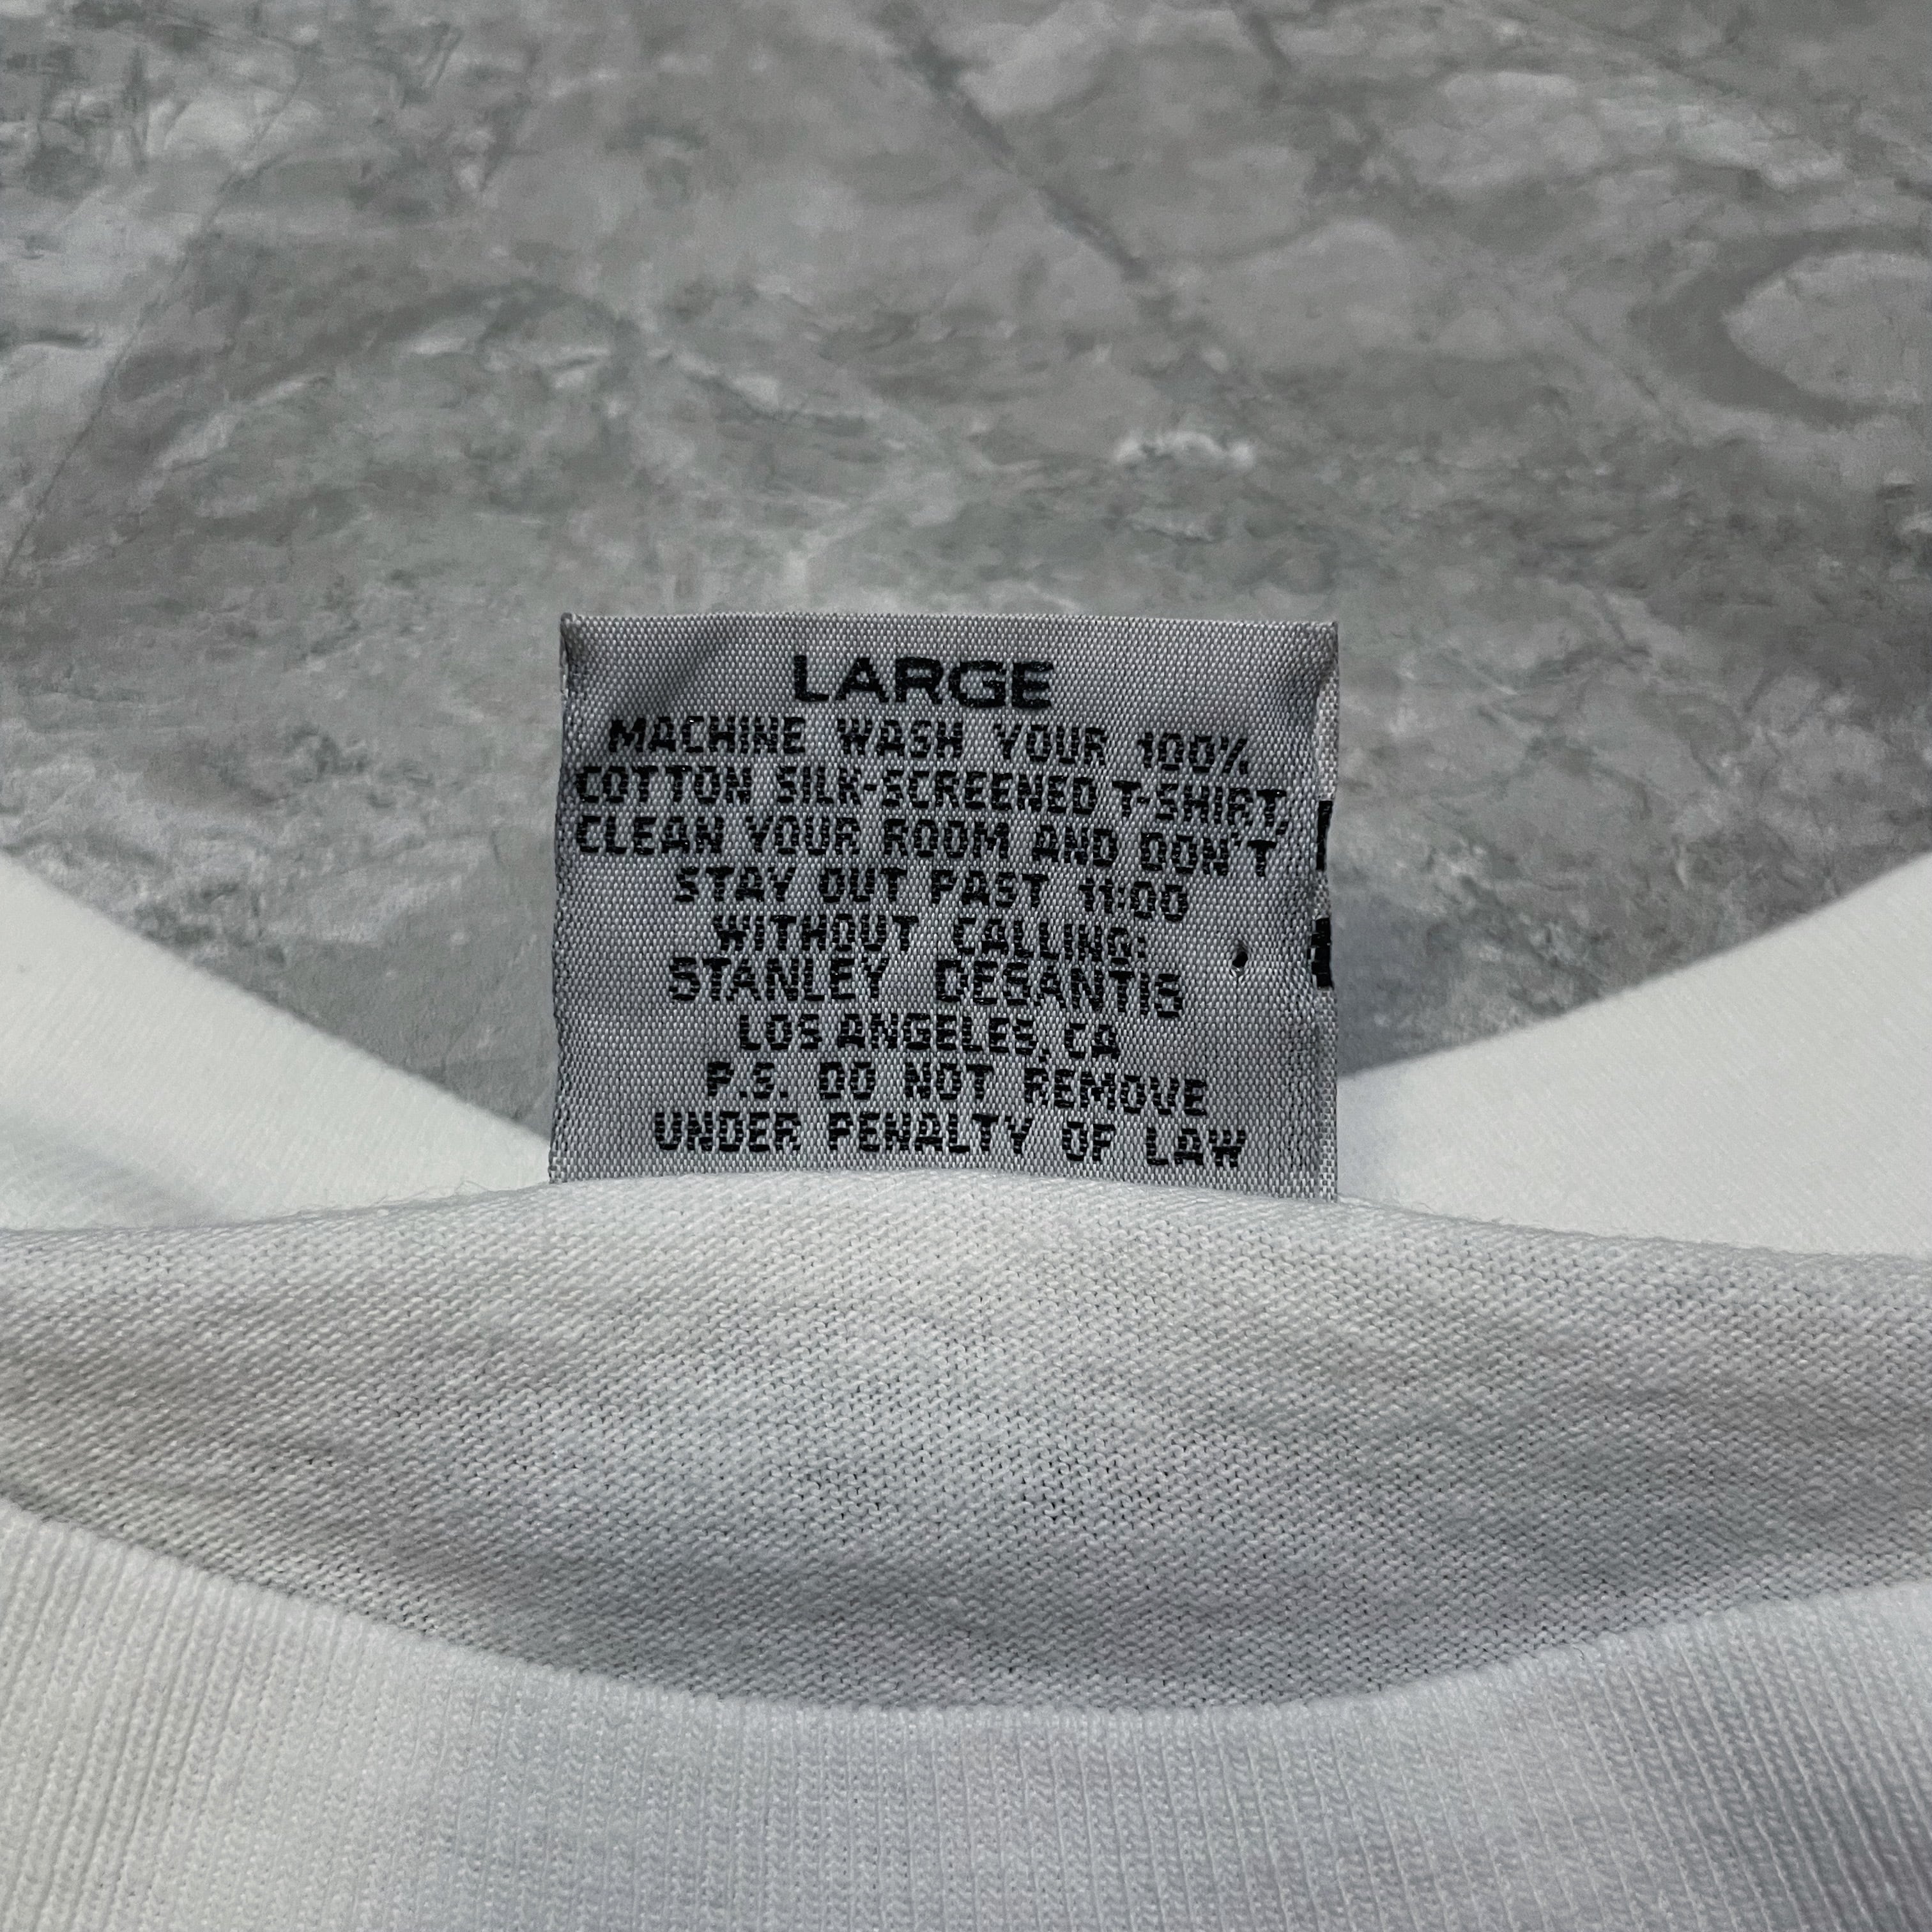 LARGE
MACHINE WASH YOUR 100%
COTTON SILK-SCREENED T-SHIRT,
CLEAN YOUR ROOM AND DON'T
STAY OUT PAST 11:00
WITHOUT CALLING:
STANLEY DESANTIS
LOS ANGELES, CA
P.S. DO NOT REMOVE
UNDER PENALTY OF LAW